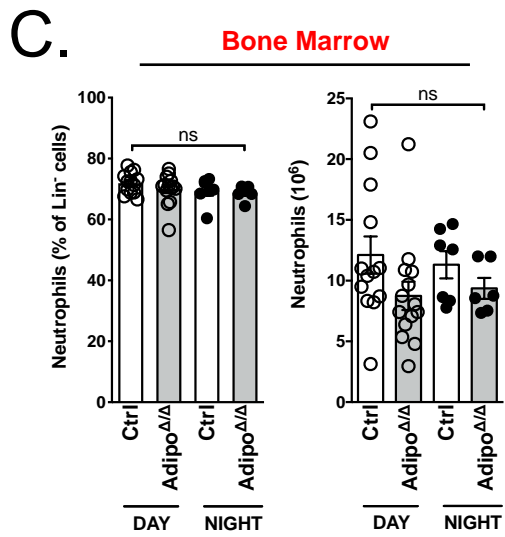 C.
Bone Marrow
Neutrophils (% of Lin⁻ cells)
100
80
60
40
20
0
ns
Ctrl
Adipo^Δ/Δ
Ctrl
Adipo^Δ/Δ
DAY
NIGHT
Neutrophils (10⁶)
25
20
15
10
5
0
ns
Ctrl
Adipo^Δ/Δ
Ctrl
Adipo^Δ/Δ
DAY
NIGHT